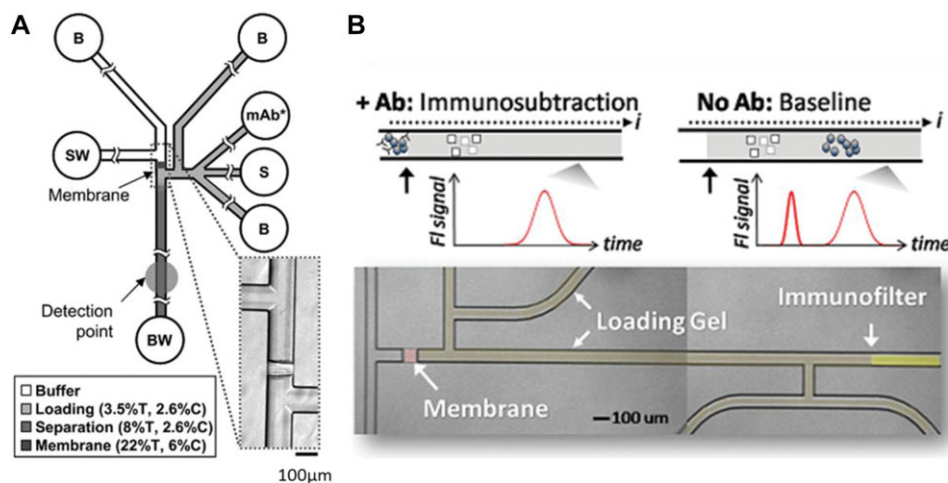 A
B
B
mAb*
SW
S
Membrane
B
Detection
point
BW
Buffer
Loading (3.5%T, 2.6%C)
Separation (8%T, 2.6%C)
Membrane (22%T, 6%C)
100μm
B
+ Ab: Immunosubtraction
i
No Ab: Baseline
i
Fl signal
time
Fl signal
time
Loading Gel
Immunofilter
Membrane
100 um